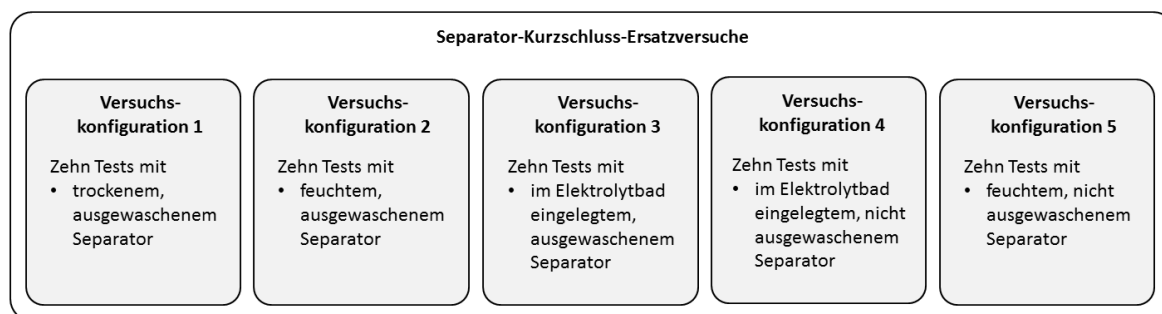 Separator-Kurzschluss-Ersatzversuche
Versuchs-
konfiguration 1
Zehn Tests mit
• trockenem,
ausgewaschenem
Separator
Versuchs-
konfiguration 2
Zehn Tests mit
• feuchtem,
ausgewaschenem
Separator
Versuchs-
konfiguration 3
Zehn Tests mit
• im Elektrolytbad
eingelegtem,
ausgewaschenem
Separator
Versuchs-
konfiguration 4
Zehn Tests mit
• im Elektrolytbad
eingelegtem, nicht
ausgewaschenem
Separator
Versuchs-
konfiguration 5
Zehn Tests mit
• feuchtem, nicht
ausgewaschenem
Separator